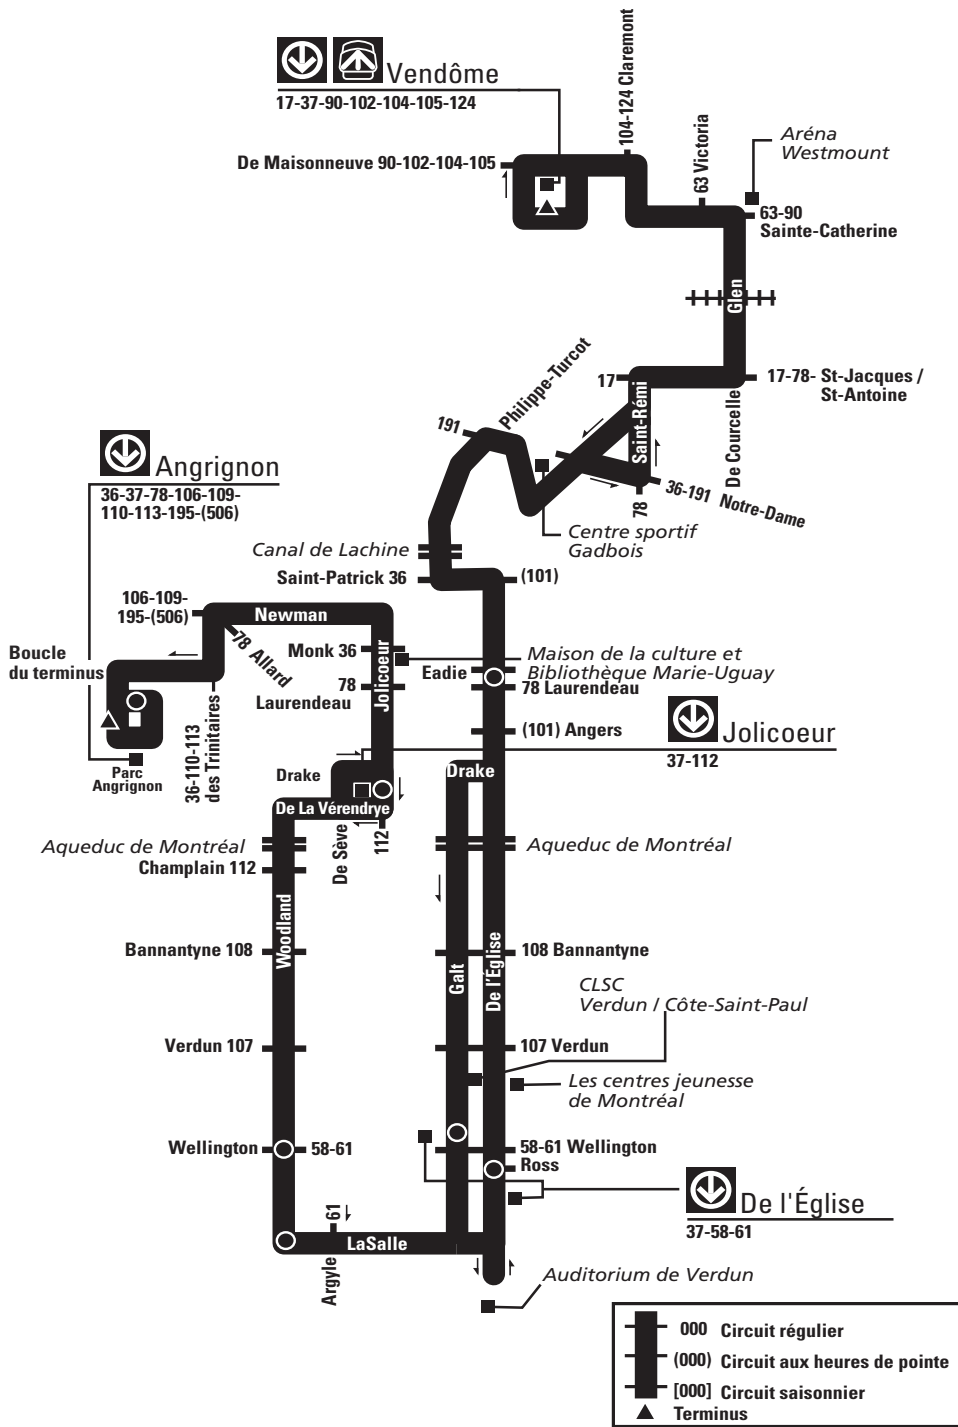 Vendôme
17-37-90-102-104-105-124
104-124 Claremont
De Maisonneuve 90-102-104-105
63 Victoria
Aréna
Westmount
63-90
Sainte-Catherine
Glen
17
17-78- St-Jacques /
St-Antoine
Philippe-Turcot
191
Saint-Rémi
De Courcelle
78
36-191 Notre-Dame
Centre sportif
Gadbois
Angrignon
36-37-78-106-109-
110-113-195-(506)
Canal de Lachine
Saint-Patrick 36
(101)
106-109-
195-(506)
Newman
78 Allard
Boucle
du terminus
Monk 36
Jolicoeur
78
Laurendeau
Maison de la culture et
Bibliothèque Marie-Uguay
Eadie
78 Laurendeau
(101) Angers
Jolicoeur
37-112
Parc
Angrignon
36-110-113
des Trinitaires
Drake
Drake
De La Vérendrye
De Sève
112
Aqueduc de Montréal
Aqueduc de Montréal
Champlain 112
Woodland
Bannantyne 108
Galt
De l'Église
108 Bannantyne
CLSC
Verdun / Côte-Saint-Paul
Verdun 107
107 Verdun
Les centres jeunesse
de Montréal
Wellington
58-61
58-61 Wellington
Ross
De l'Église
37-58-61
61
Argyle
LaSalle
Auditorium de Verdun
000 Circuit régulier
(000) Circuit aux heures de pointe
[000] Circuit saisonnier
Terminus